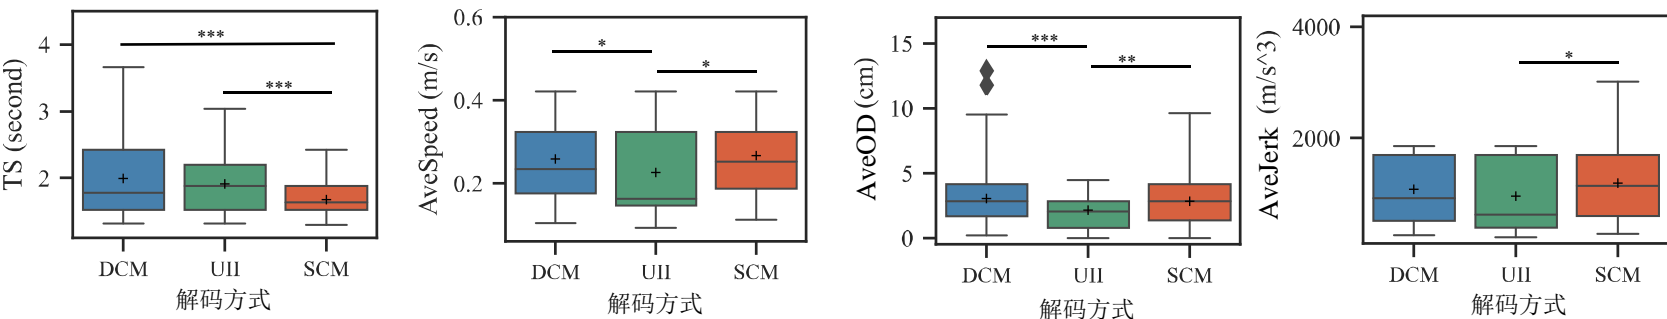 TS (second)
4
3
2
***
***
DCM
UII
SCM
解码方式
AveSpeed (m/s)
0.6
0.4
0.2
*
*
DCM
UII
SCM
解码方式
AveOD (cm)
15
10
5
0
***
**
DCM
UII
SCM
解码方式
AveJerk (m/s^3)
4000
2000
*
DCM
UII
SCM
解码方式